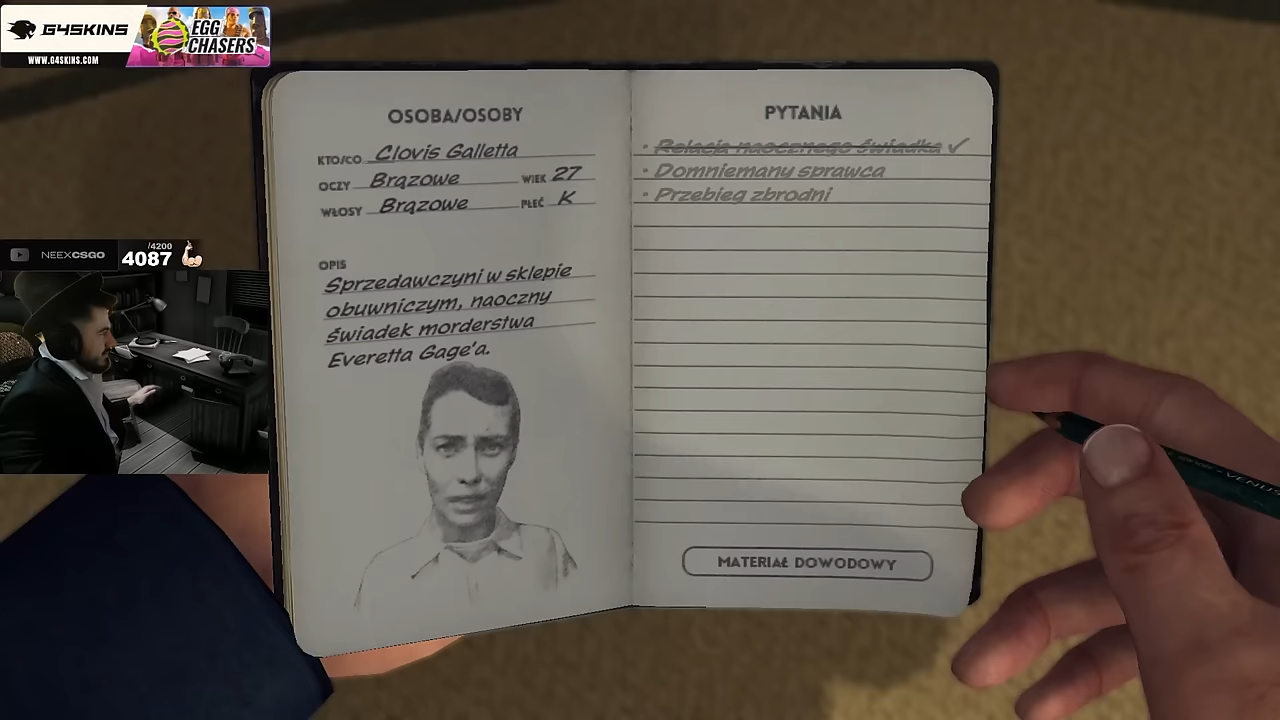 G4SKINS
WWW.G4SKINS.COM
EGG
CHASERS
NEEXCSGO
/4200
4087
OSOBA/OSOBY
KTO/CO Clovis Galletta
OCZY Brązowe WIEK 27
WŁOSY Brązowe PŁEĆ K
OPIS
Sprzedawczyni w sklepie
obuwniczym, naoczny
świadek morderstwa
Everetta Gage'a.
PYTANIA
· Relacja naocznego świadka ✓
· Domniemany sprawca
· Przebieg zbrodni
MATERIAŁ DOWODOWY
VENUS